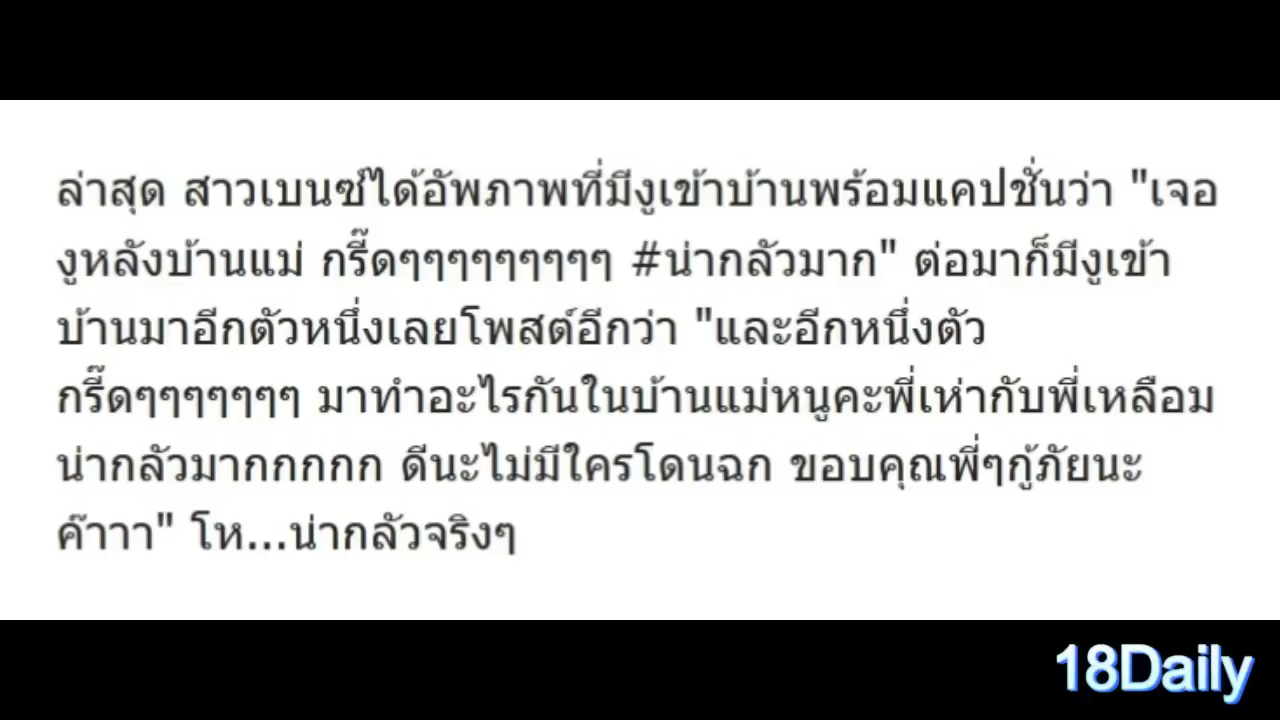 ล่าสุด สาวเบนซ์ได้อัพภาพที่มีงูเข้าบ้านพร้อมแคปชั่นว่า "เจอ
งูหลังบ้านแม่ กรี๊ดๆๆๆๆๆๆๆๆๆ #น่ากลัวมาก" ต่อมาก็มีงูเข้า
บ้านมาอีกตัวหนึ่งเลยโพสต์อีกว่า "และอีกหนึ่งตัว
กรี๊ดๆๆๆๆๆๆๆ มาทำอะไรกันในบ้านแม่หนูคะพี่เห่ากับพี่เหลือม
น่ากลัวมากกกกก ดีนะไม่มีใครโดนฉก ขอบคุณพี่ๆกู้ภัยนะ
ค๊าาา" โห...น่ากลัวจริงๆ
18Daily